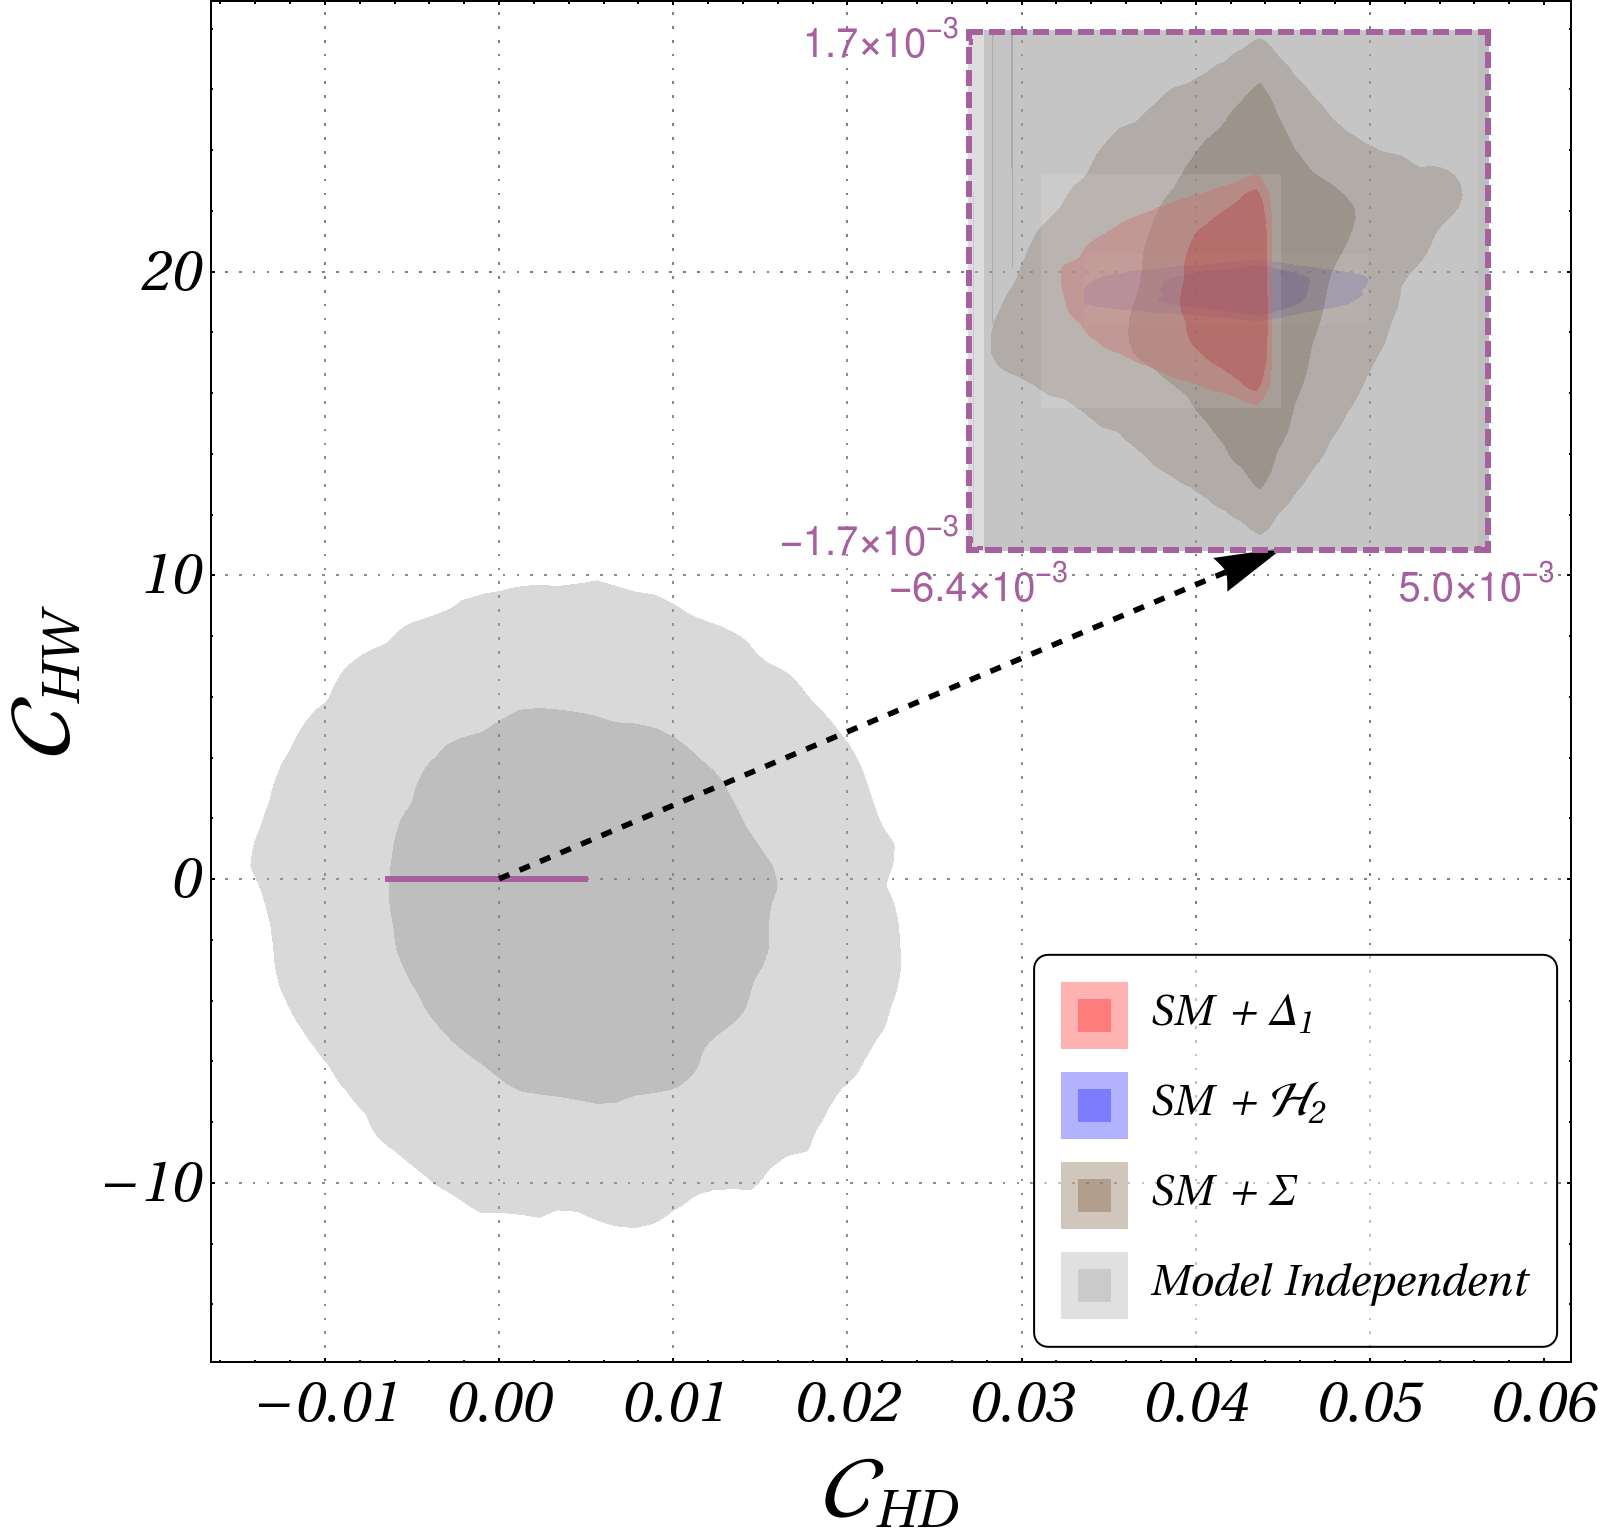 1.7×10⁻³
20
−1.7×10⁻³
10
−6.4×10⁻³
5.0×10⁻³
𝒞_HW
0
SM + Δ₁
SM + ℋ₂
−10
SM + Σ
Model Independent
−0.01 0.00 0.01 0.02 0.03 0.04 0.05 0.06
𝒞_HD